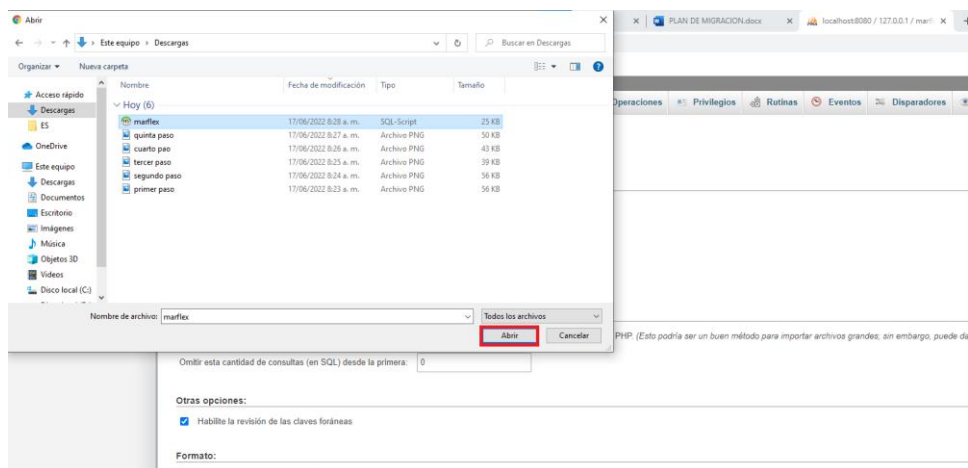 Abrir
PLAN DE MIGRACION.docx
localhost:8080 / 127.0.0.1 / marf
Este equipo › Descargas
Buscar en Descargas
Organizar
Nueva carpeta
Operaciones Privilegios Rutinas Eventos Disparadores
Nombre Fecha de modificación Tipo Tamaño
Acceso rápido
Descargas
ES
OneDrive
Este equipo
Descargas
Documentos
Escritorio
Imágenes
Música
Objetos 3D
Videos
Disco local (C:)
Hoy (6)
marflex 17/06/2022 8:28 a. m. SQL-Script 25 KB
quinta paso 17/06/2022 8:27 a. m. Archivo PNG 50 KB
cuarto pao 17/06/2022 8:26 a. m. Archivo PNG 43 KB
tercer paso 17/06/2022 8:25 a. m. Archivo PNG 39 KB
segundo paso 17/06/2022 8:24 a. m. Archivo PNG 56 KB
primer paso 17/06/2022 8:23 a. m. Archivo PNG 56 KB
Nombre de archivo: marflex
Todos los archivos
Abrir Cancelar
PHP. (Esto podría ser un buen método para importar archivos grandes; sin embargo, puede da
Omitir esta cantidad de consultas (en SQL) desde la primera: 0
Otras opciones:
Habilite la revisión de las claves foráneas
Formato: